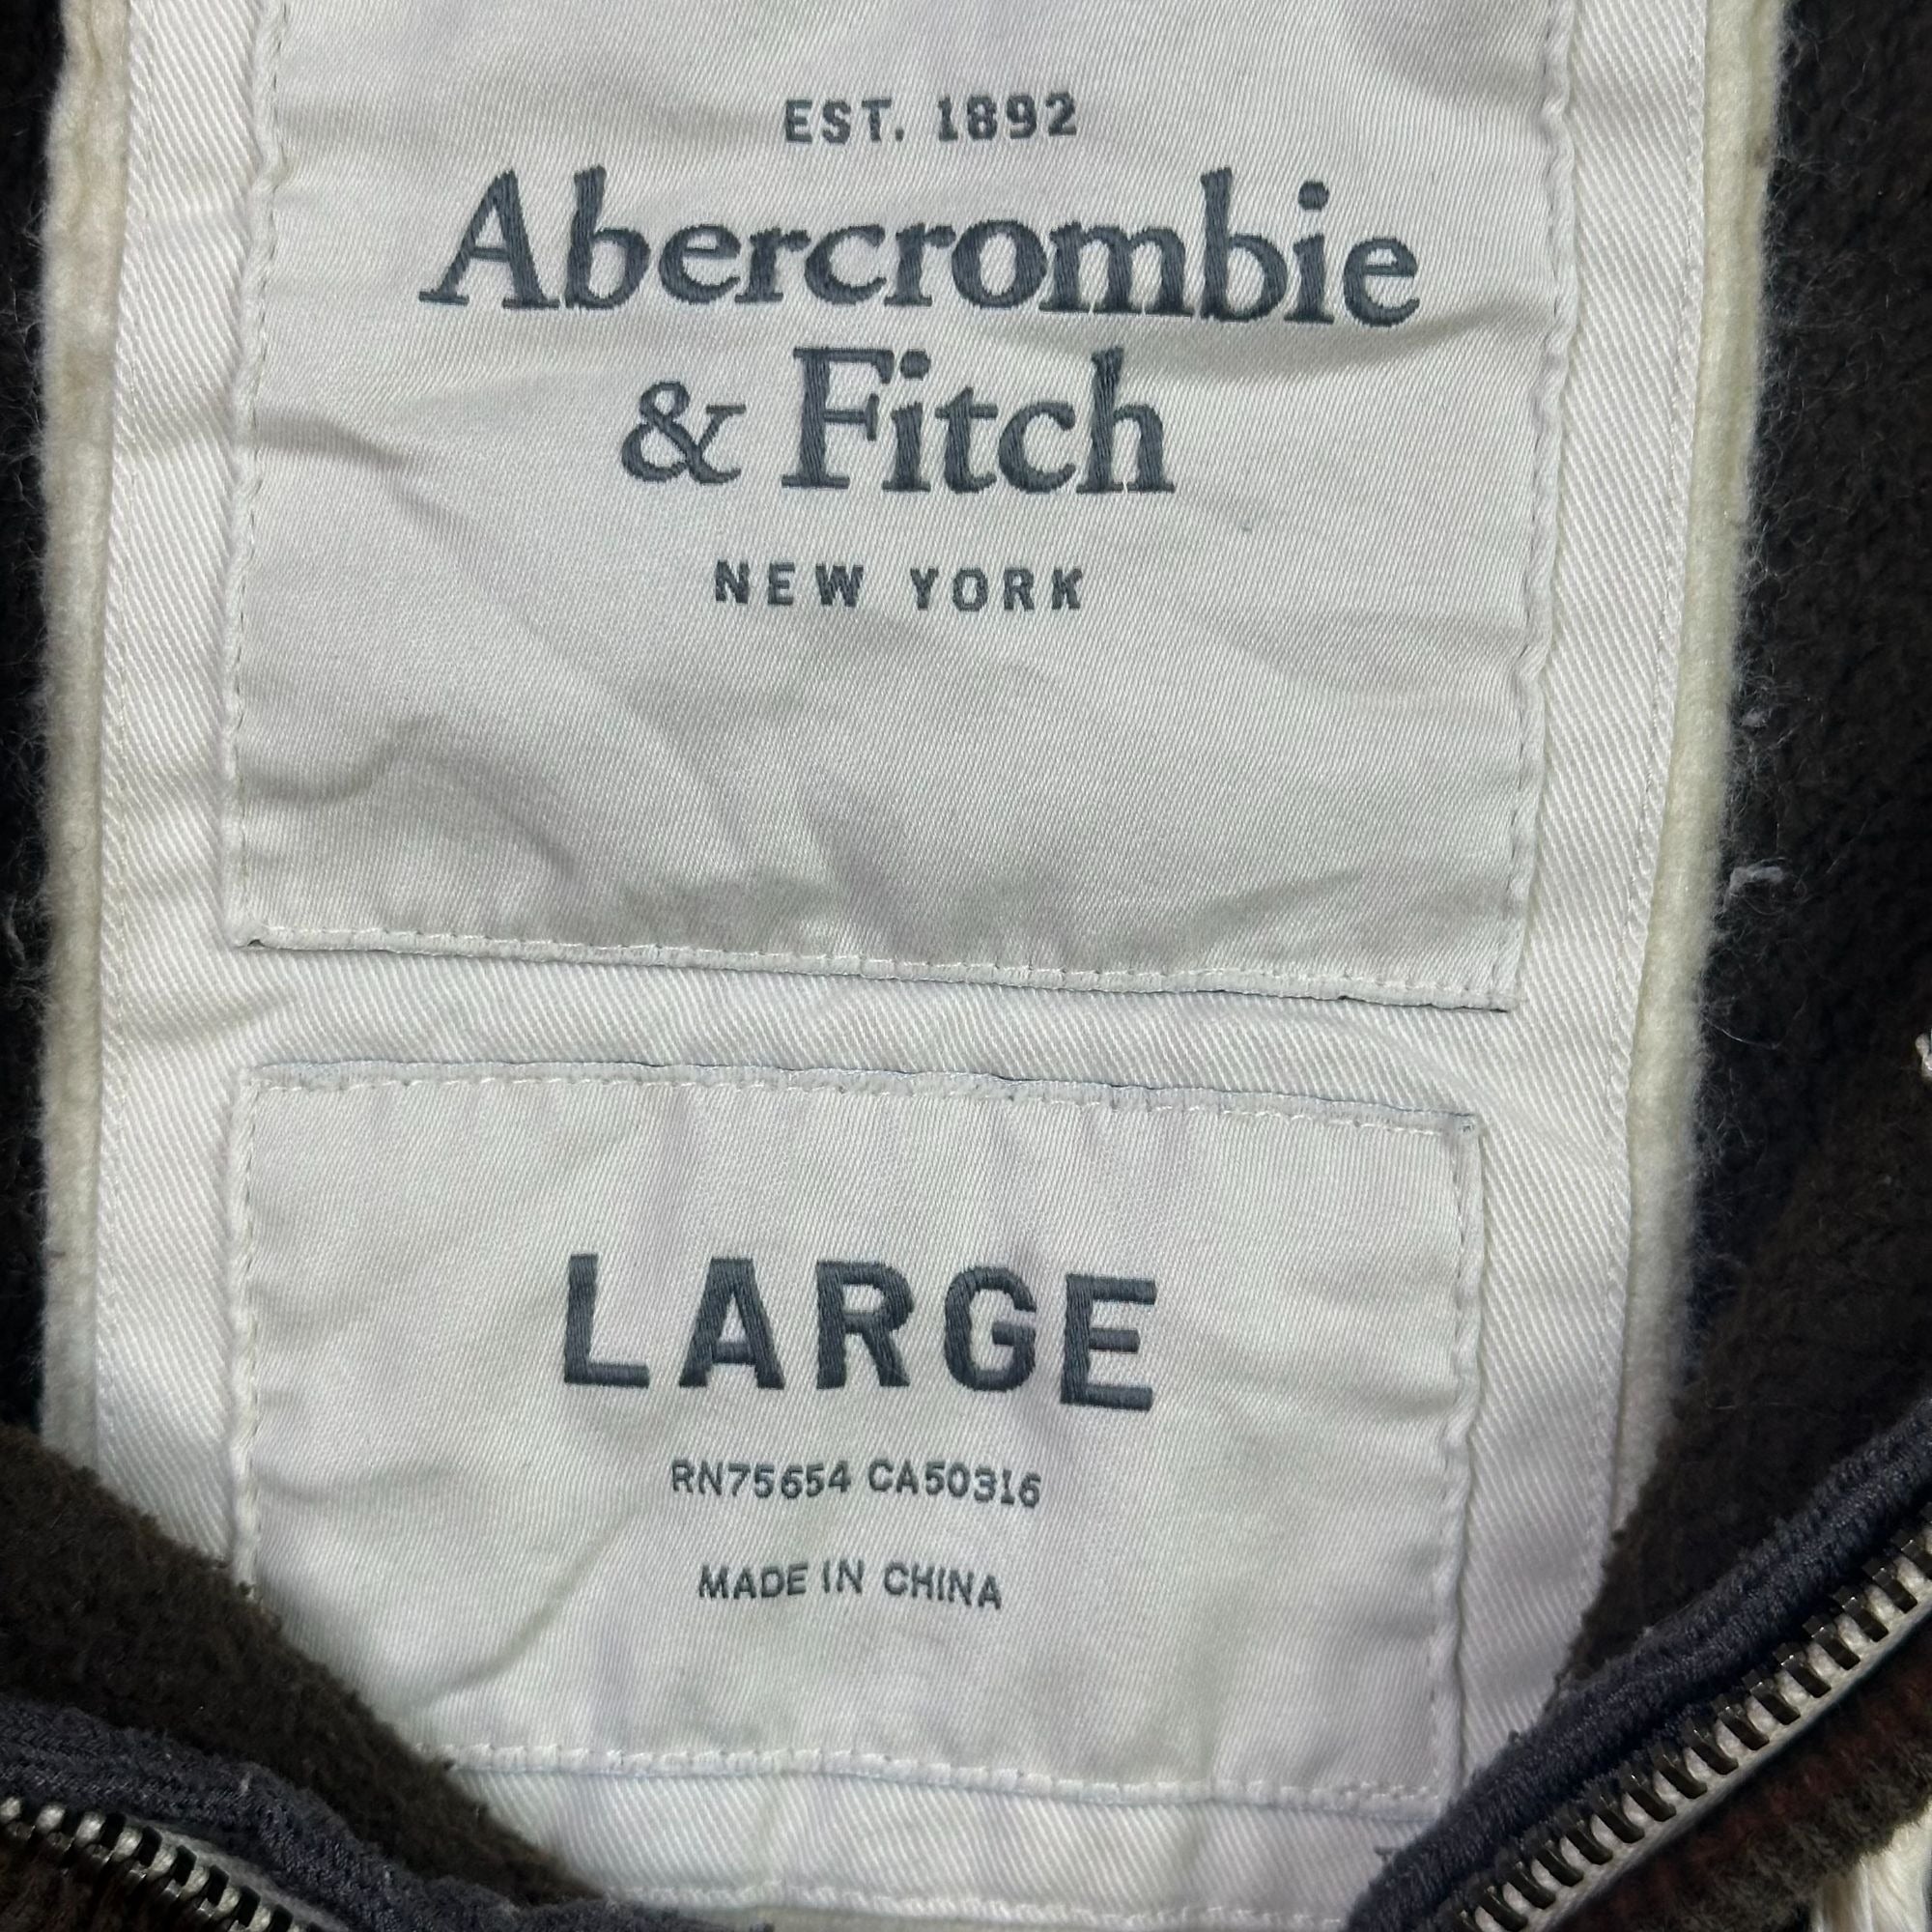 EST. 1892
Abercrombie
& Fitch
NEW YORK
LARGE
RN75654 CA50316
MADE IN CHINA